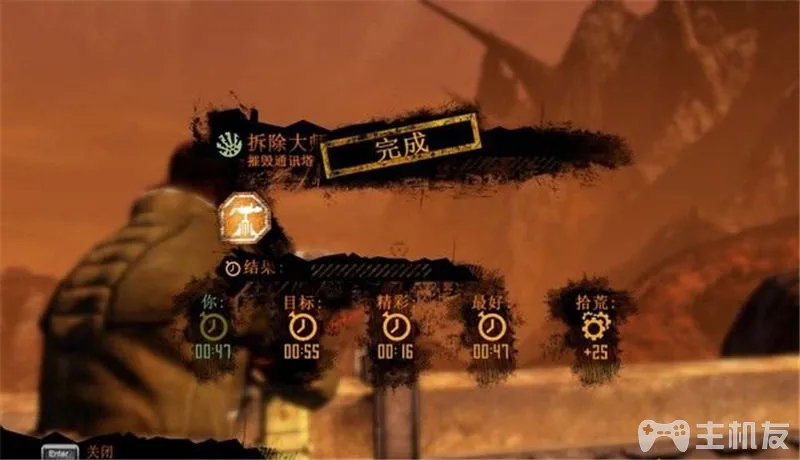 拆除大师
完成
摧毁通讯塔
结果：
你： 目标： 精彩： 最好： 拾荒：
00:47 00:55 00:16 00:47 +25
Enter 关闭
主机友